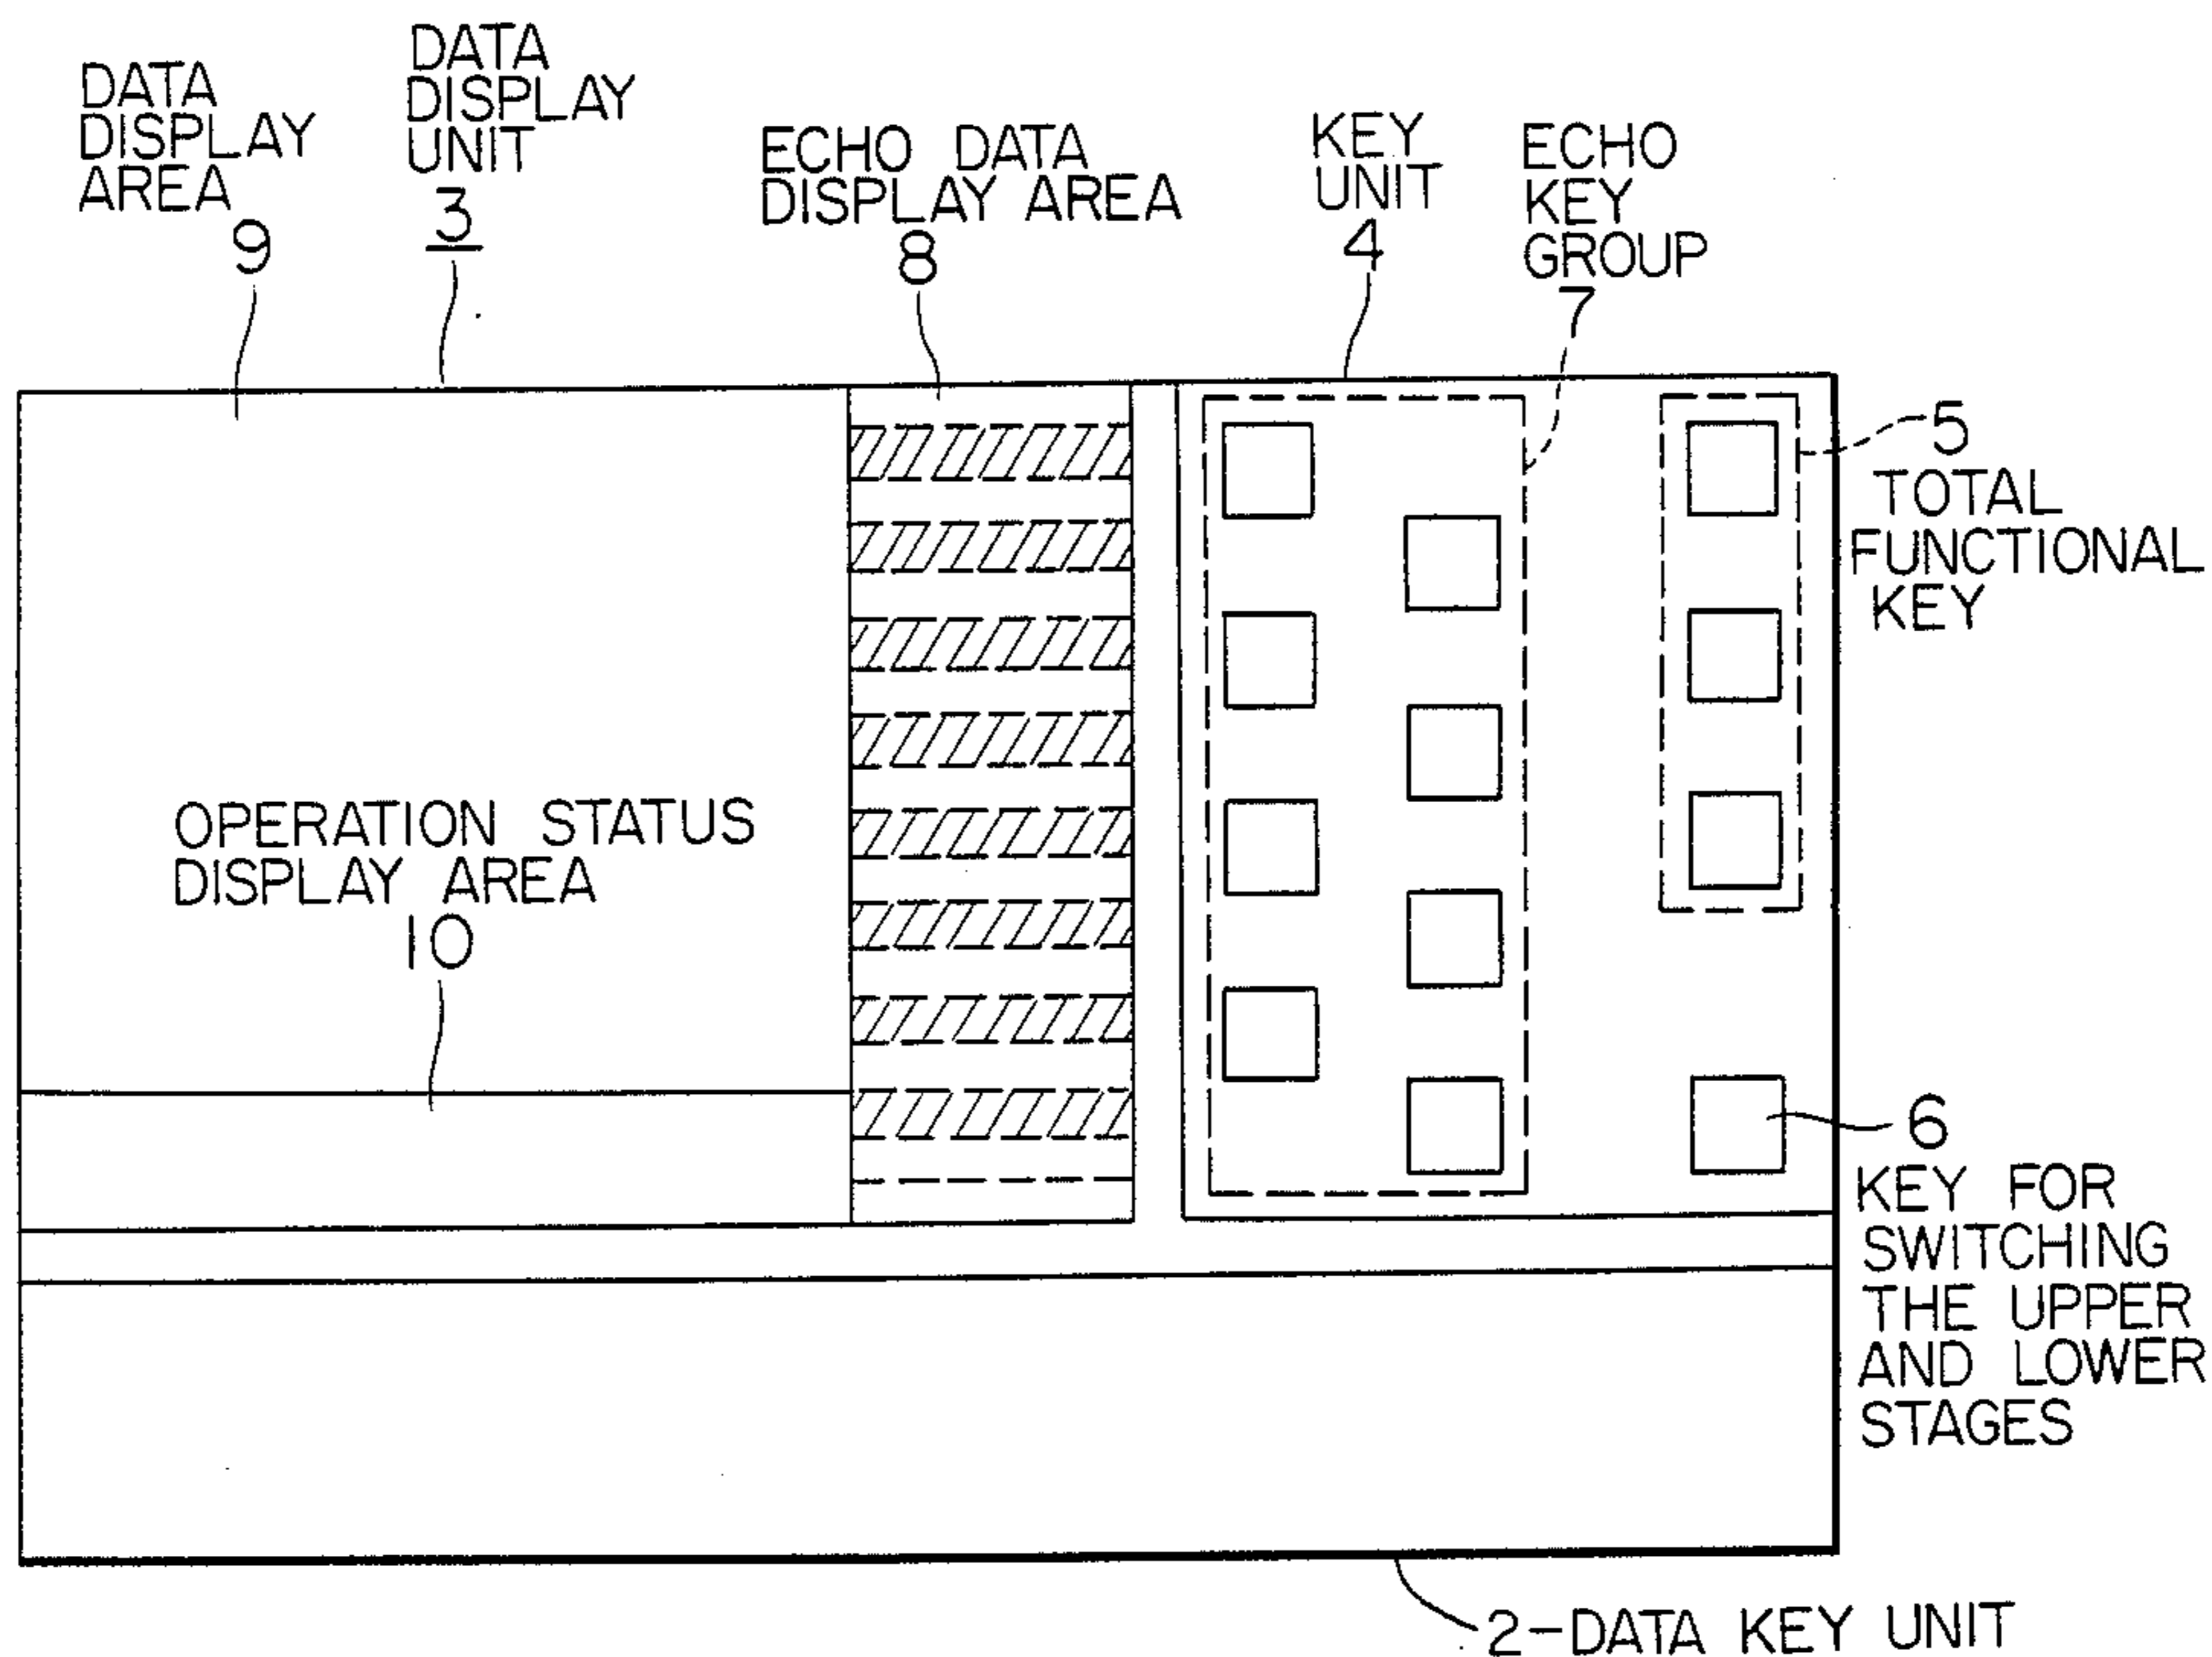 DATA
DISPLAY
AREA
9
DATA
DISPLAY
UNIT
3
ECHO DATA
DISPLAY AREA
8
KEY
UNIT
4
ECHO
KEY
GROUP
7
5
TOTAL
FUNCTIONAL
KEY
OPERATION STATUS
DISPLAY AREA
10
6
KEY FOR
SWITCHING
THE UPPER
AND LOWER
STAGES
2-DATA KEY UNIT